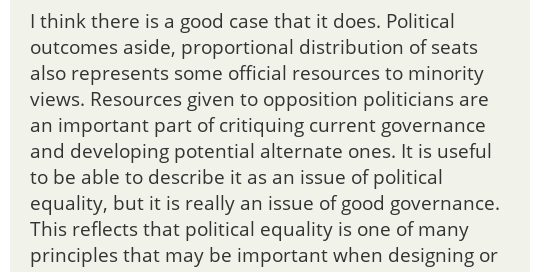 I think there is a good case that it does. Political
outcomes aside, proportional distribution of seats
also represents some official resources to minority
views. Resources given to opposition politicians are
an important part of critiquing current governance
and developing potential alternate ones. It is useful
to be able to describe it as an issue of political
equality, but it is really an issue of good governance.
This reflects that political equality is one of many
principles that may be important when designing or